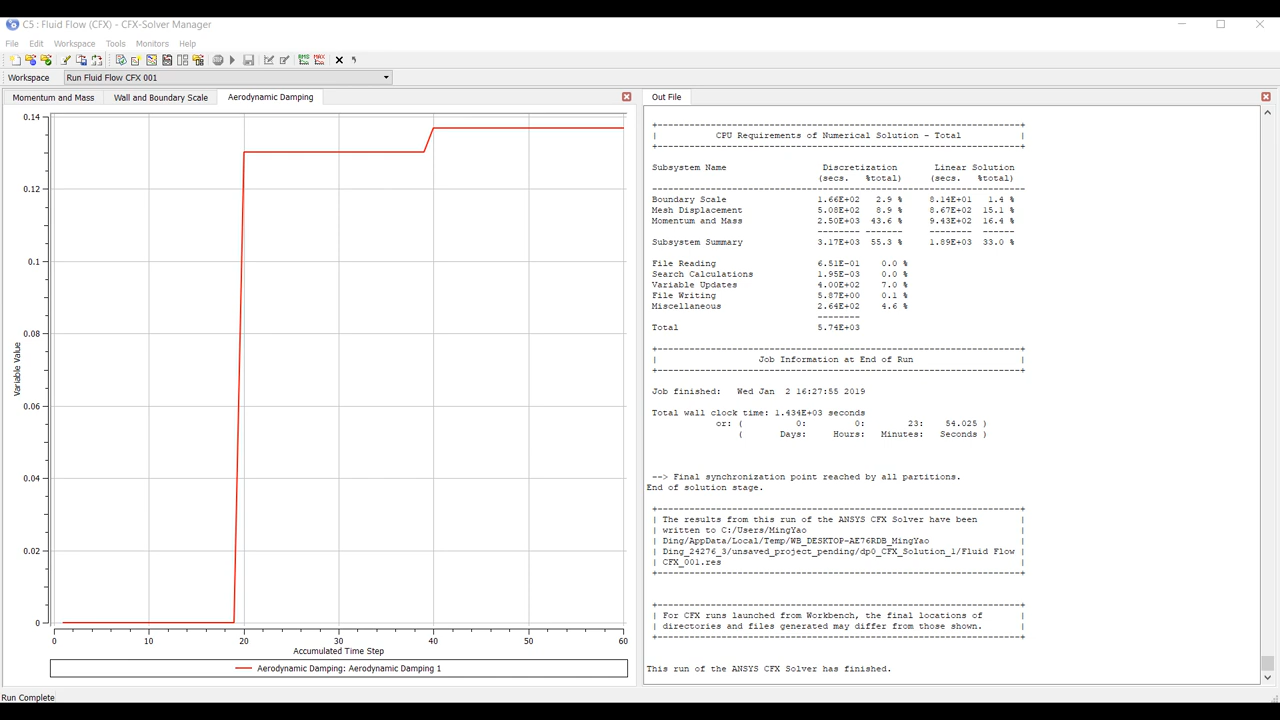 C5 : Fluid Flow (CFX) - CFX-Solver Manager
File Edit Workspace Tools Monitors Help
Workspace Run Fluid Flow CFX 001
Momentum and Mass Wall and Boundary Scale Aerodynamic Damping
0.14
0.12
0.1
0.08
0.06
0.04
0.02
0
Variable Value
0 10 20 30 40 50 60
Accumulated Time Step
Aerodynamic Damping: Aerodynamic Damping 1
Out File
+--------------------------------------------------------------------+
| CPU Requirements of Numerical Solution - Total |
+--------------------------------------------------------------------+
Subsystem Name Discretization Linear Solution
(secs. %total) (secs. %total)
----------------------------------------------------------------------
Boundary Scale 1.66E+02 2.9 % 8.14E+01 1.4 %
Mesh Displacement 5.08E+02 8.9 % 8.67E+02 15.1 %
Momentum and Mass 2.50E+03 43.6 % 9.43E+02 16.4 %
-------- ------- -------- ------
Subsystem Summary 3.17E+03 55.3 % 1.89E+03 33.0 %
File Reading 6.51E-01 0.0 %
Search Calculations 1.95E-03 0.0 %
Variable Updates 4.00E+02 7.0 %
File Writing 5.87E+00 0.1 %
Miscellaneous 2.64E+02 4.6 %
--------
Total 5.74E+03
+--------------------------------------------------------------------+
| Job Information at End of Run |
+--------------------------------------------------------------------+
Job finished: Wed Jan 2 16:27:55 2019
Total wall clock time: 1.434E+03 seconds
or: ( 0: 0: 23: 54.025 )
( Days: Hours: Minutes: Seconds )
--> Final synchronization point reached by all partitions.
End of solution stage.
+--------------------------------------------------------------------+
| The results from this run of the ANSYS CFX Solver have been |
| written to C:/Users/MingYao |
| Ding/AppData/Local/Temp/WB_DESKTOP-AE76RDB_MingYao |
| Ding_24276_3/unsaved_project_pending/dp0_CFX_Solution_1/Fluid Flow |
| CFX_001.res |
+--------------------------------------------------------------------+
+--------------------------------------------------------------------+
| For CFX runs launched from Workbench, the final locations of |
| directories and files generated may differ from those shown. |
+--------------------------------------------------------------------+
This run of the ANSYS CFX Solver has finished.
Run Complete